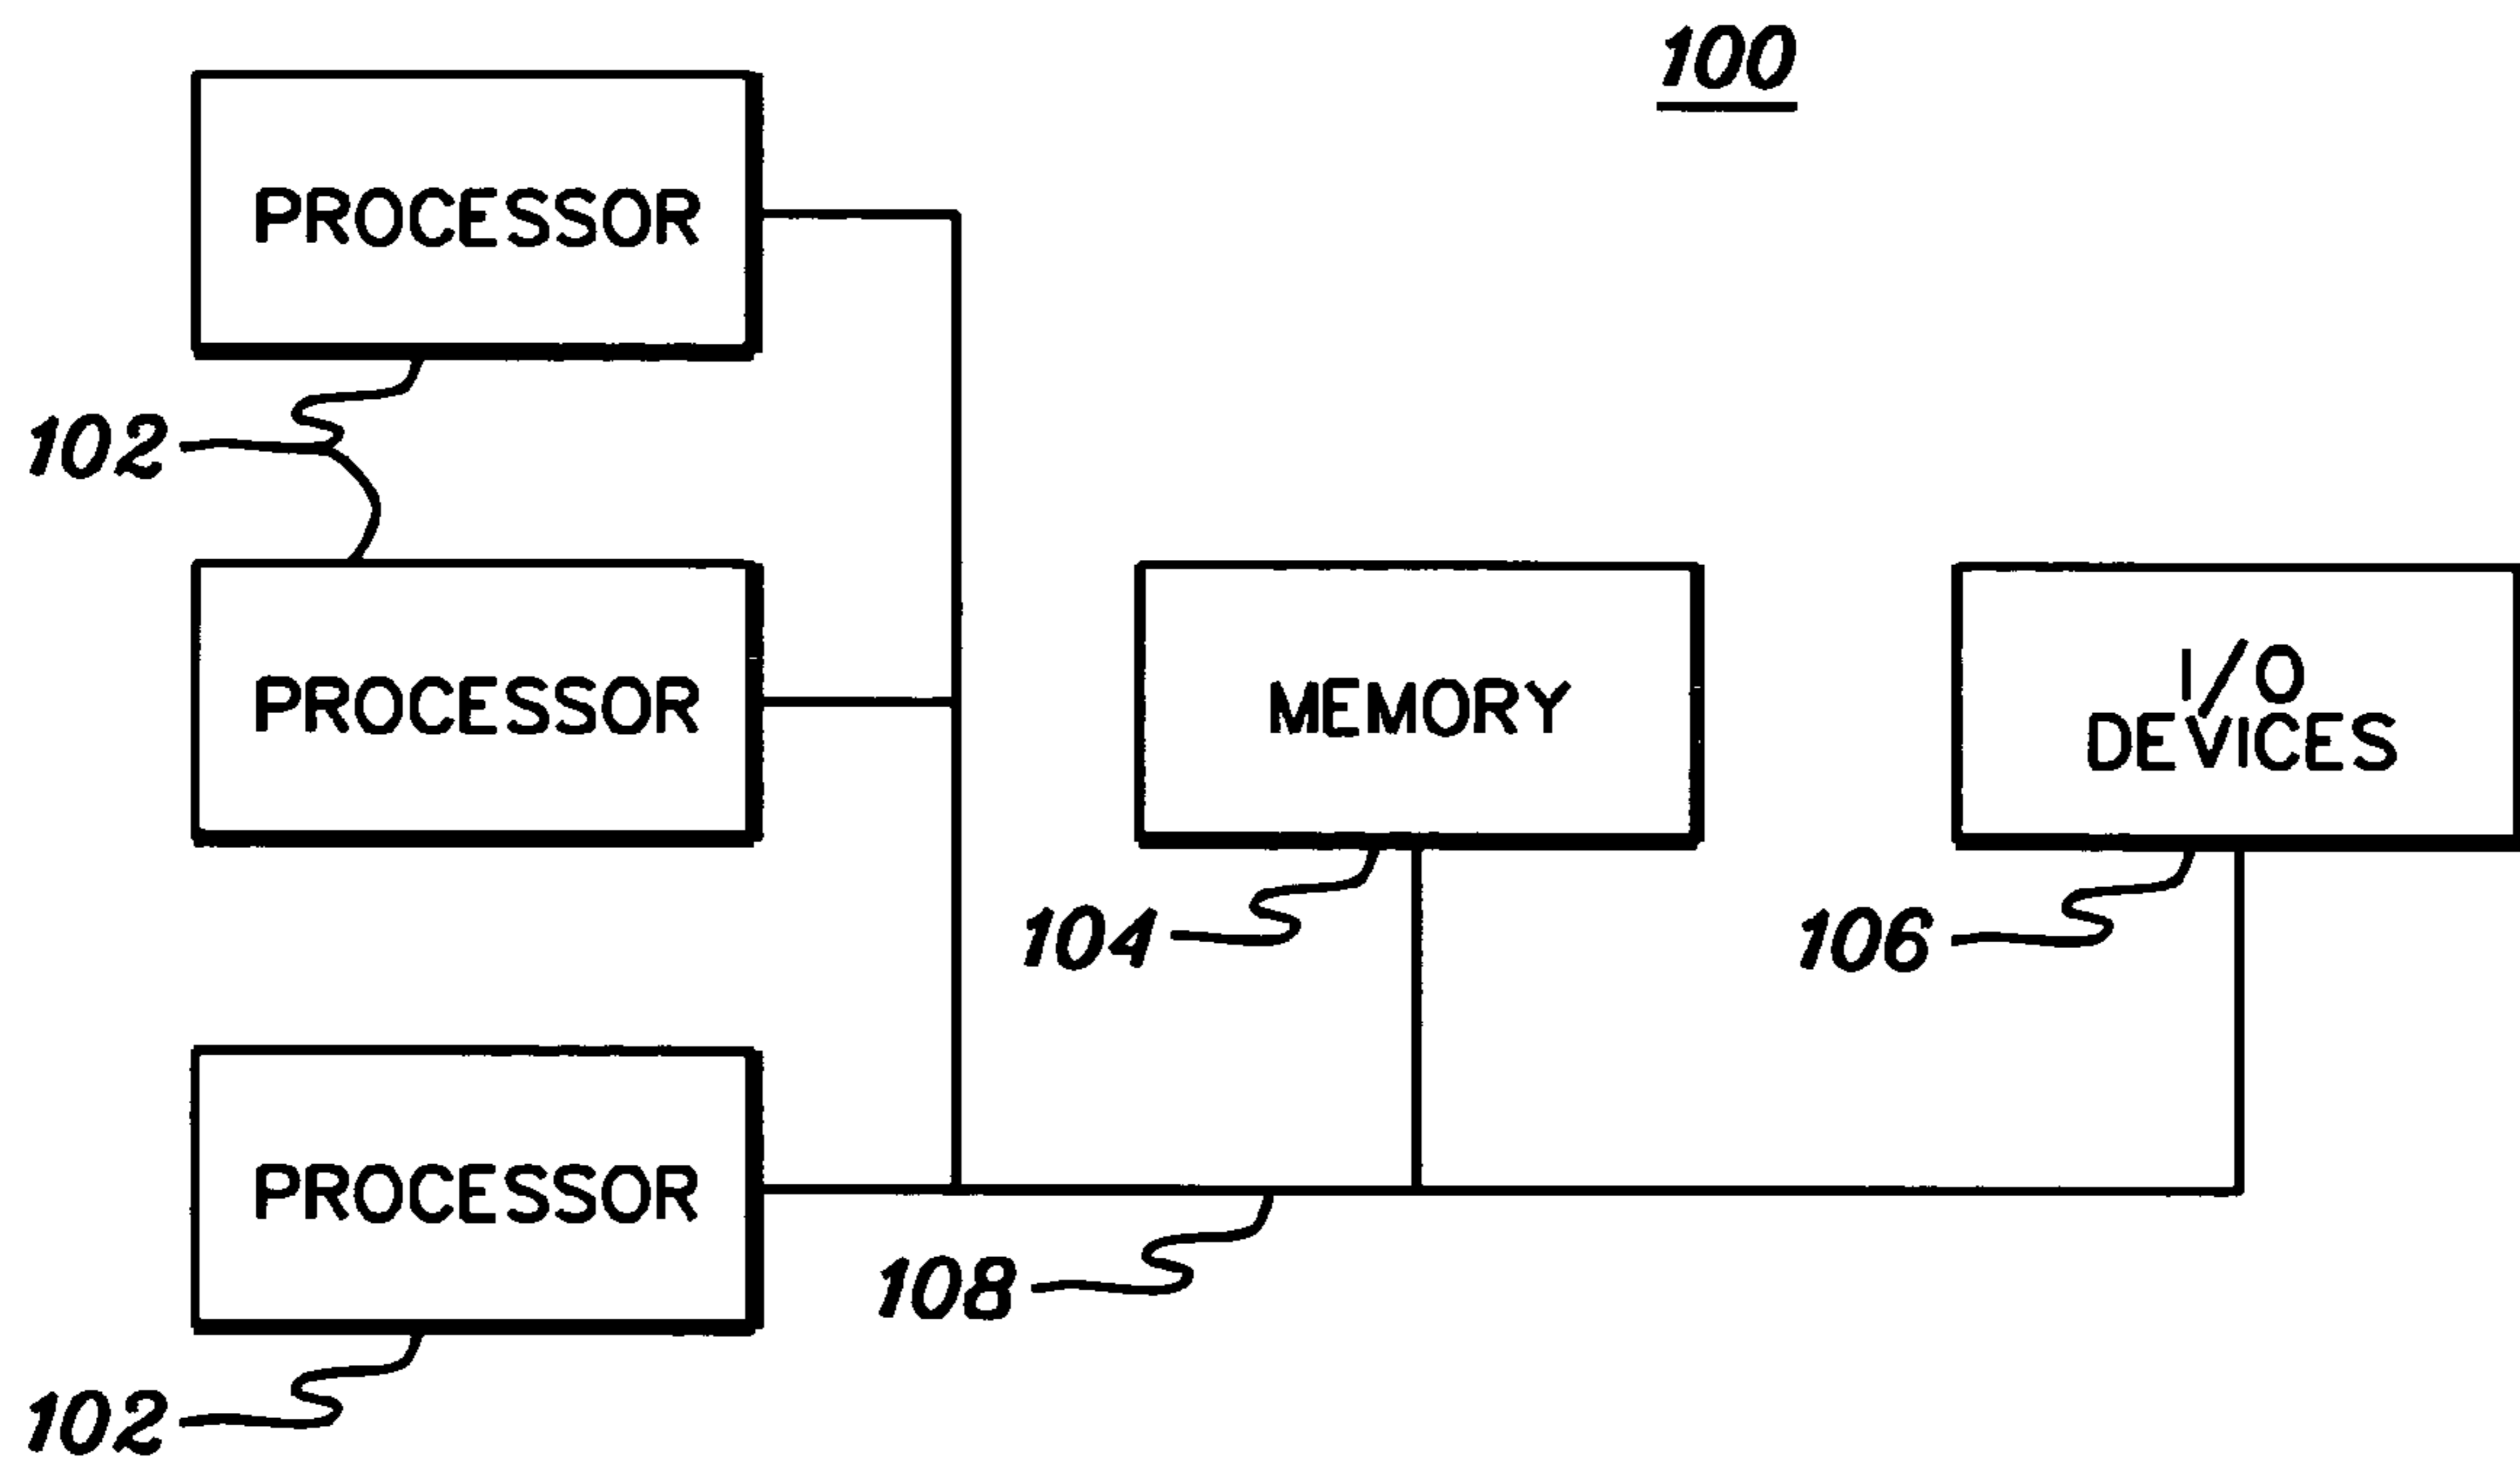 100
PROCESSOR
102
PROCESSOR
MEMORY
I/O
DEVICES
104
106
PROCESSOR
108
102